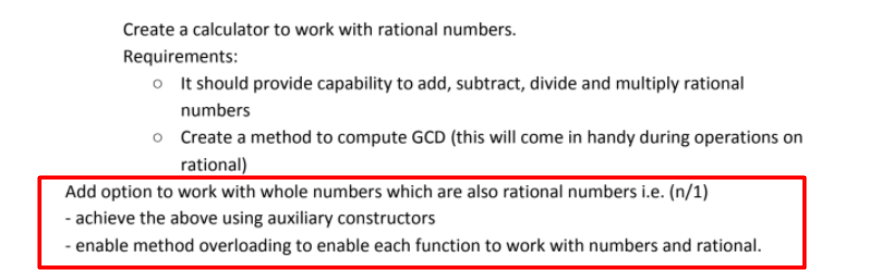 Create a calculator to work with rational numbers.
Requirements:
○ It should provide capability to add, subtract, divide and multiply rational
numbers
○ Create a method to compute GCD (this will come in handy during operations on
rational)
Add option to work with whole numbers which are also rational numbers i.e. (n/1)
- achieve the above using auxiliary constructors
- enable method overloading to enable each function to work with numbers and rational.